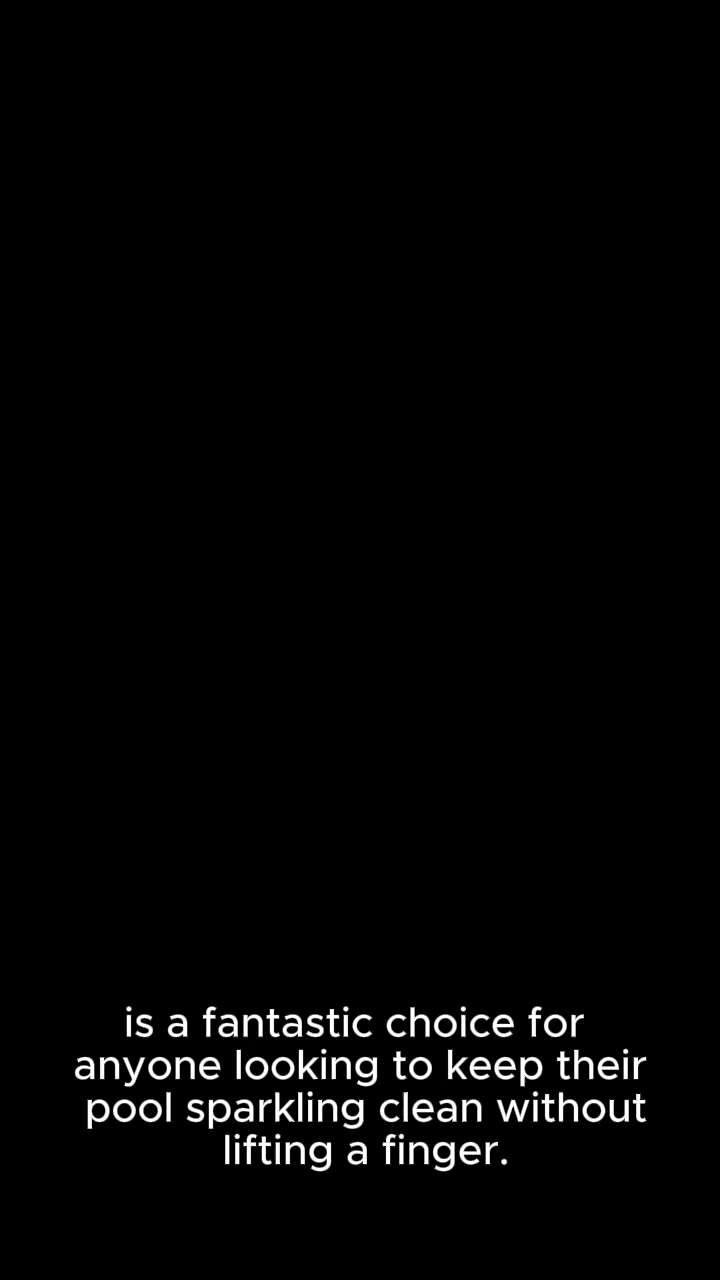 is a fantastic choice for
anyone looking to keep their
pool sparkling clean without
lifting a finger.